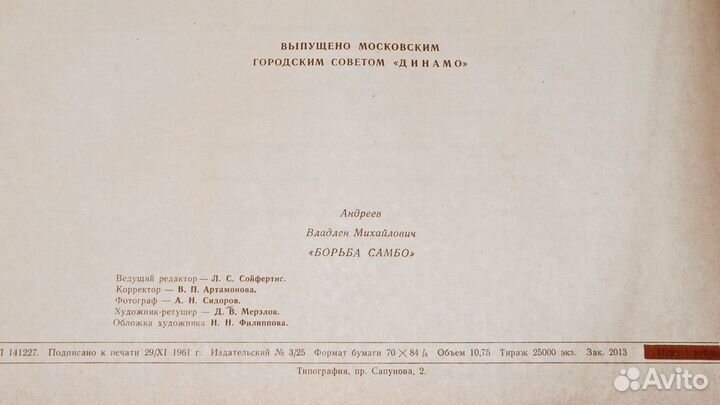 ВЫПУЩЕНО МОСКОВСКИМ
ГОРОДСКИМ СОВЕТОМ «ДИНАМО»
Андреев
Владлен Михайлович
«БОРЬБА САМБО»
Ведущий редактор — Л. С. Сойфертис.
Корректор — В. П. Артамонова.
Фотограф — А. Н. Сидоров.
Художник-ретушер — Д. В. Мерзлов.
Обложка художника И. Н. Филиппова.
141227. Подписано к печати 29/XI 1961 г. Издательский № 3/25 Формат бумаги 70 × 84 Объем 10,75 Тираж 25000 экз. Зак. 2013
Типография, пр. Сапунова, 2.
Avito